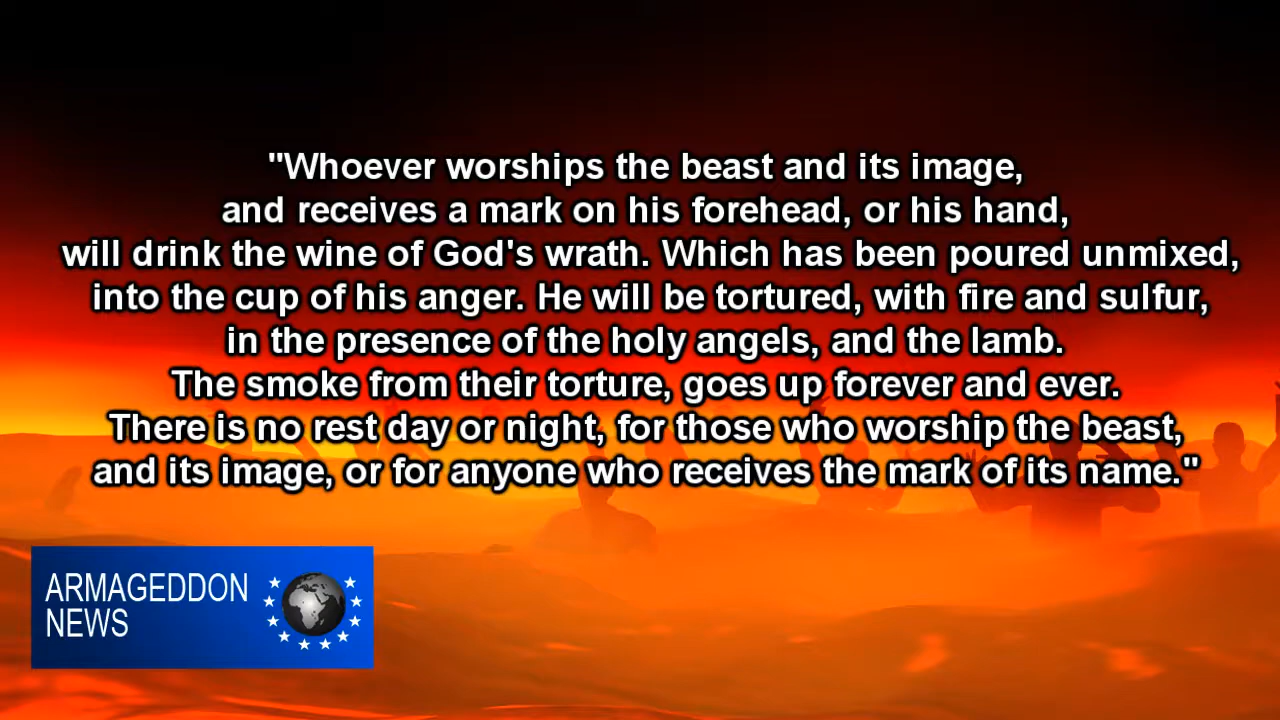 "Whoever worships the beast and its image,
and receives a mark on his forehead, or his hand,
will drink the wine of God's wrath. Which has been poured unmixed,
into the cup of his anger. He will be tortured, with fire and sulfur,
in the presence of the holy angels, and the lamb.
The smoke from their torture, goes up forever and ever.
There is no rest day or night, for those who worship the beast,
and its image, or for anyone who receives the mark of its name."
ARMAGEDDON
NEWS